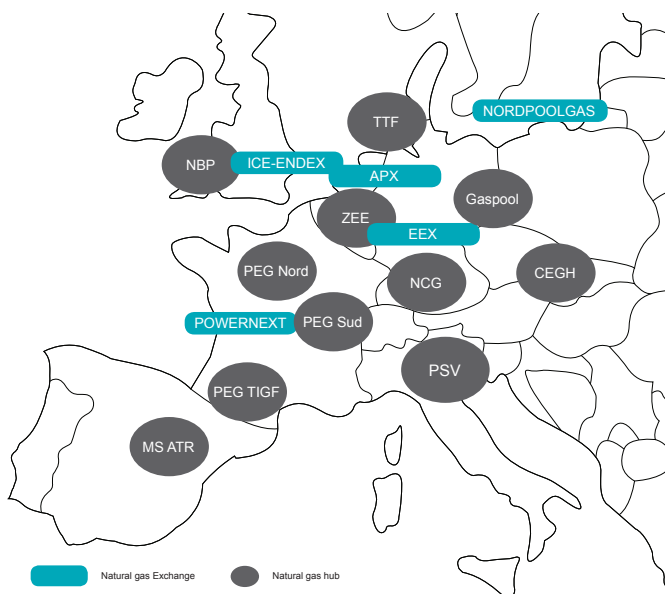 NORDPOOLGAS
TTF
NBP
ICE-ENDEX
APX
Gaspool
ZEE
EEX
PEG Nord
NCG
CEGH
POWERNEXT
PEG Sud
PSV
PEG TIGF
MS ATR
Natural gas Exchange
Natural gas hub